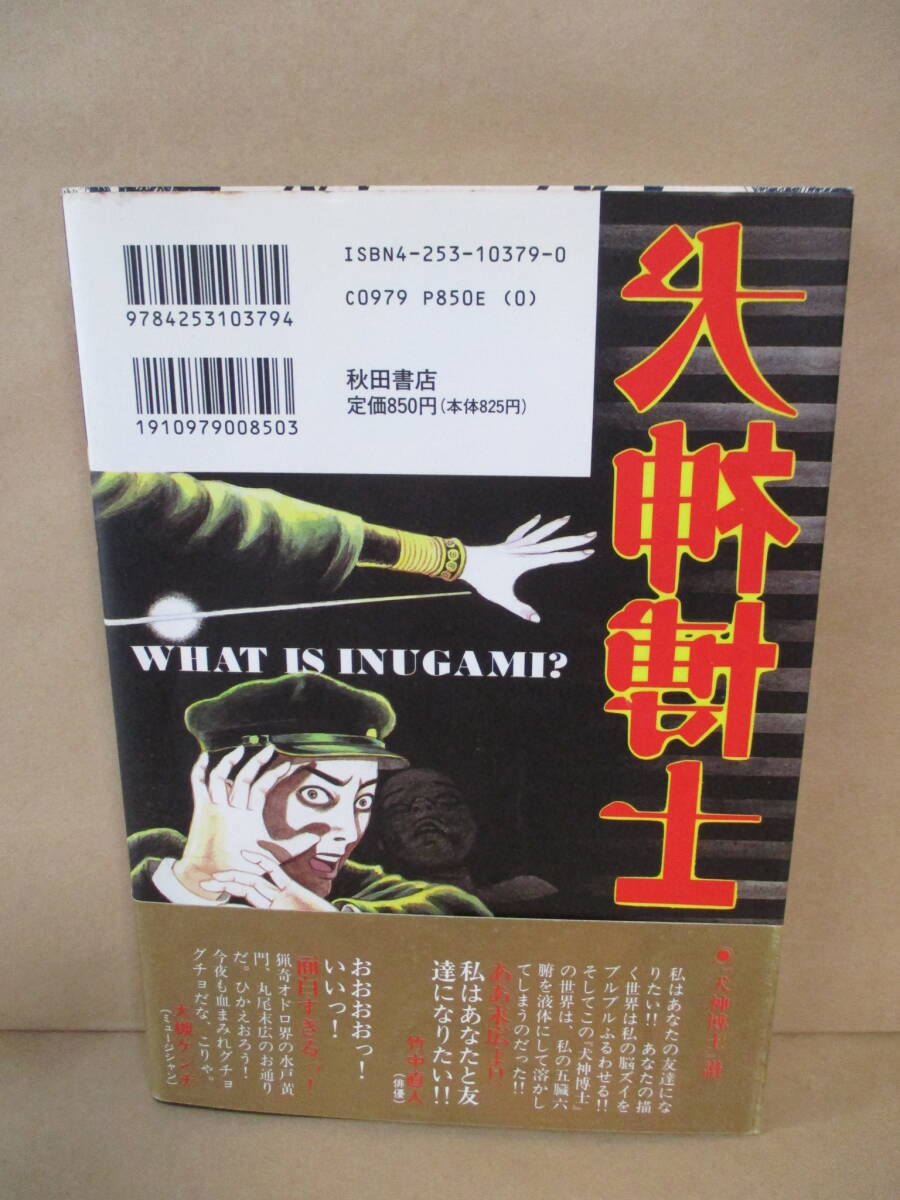 ISBN4-253-10379-0
C0979 P850E (0)
9784253103794
秋田書店
定価850円(本体825円)
1910979008503
犬神博士
WHAT IS INUGAMI?
●「犬神博士」
私はあなたの友達にな
りたい!! あなたの描
く世界は私の脳ズイを
ブルブルふるわせる!!
そしてこの『犬神博士』
の世界は、私の五臓六
腑を液体にして溶かし
てしまうのだった!!
ああ末広よ!!
私はあなたと友
達になりたい!!
竹中直人
(俳優)
おおおおっ!
いいっ!
面白すぎるっ!
猟奇オドロ界の水戸黄
門、丸尾末広のお通り
だ。ひかえおろう!
今夜も血まみれグチョ
グチョだな、こりゃ。
大槻ケンヂ
(ミュージシャン)